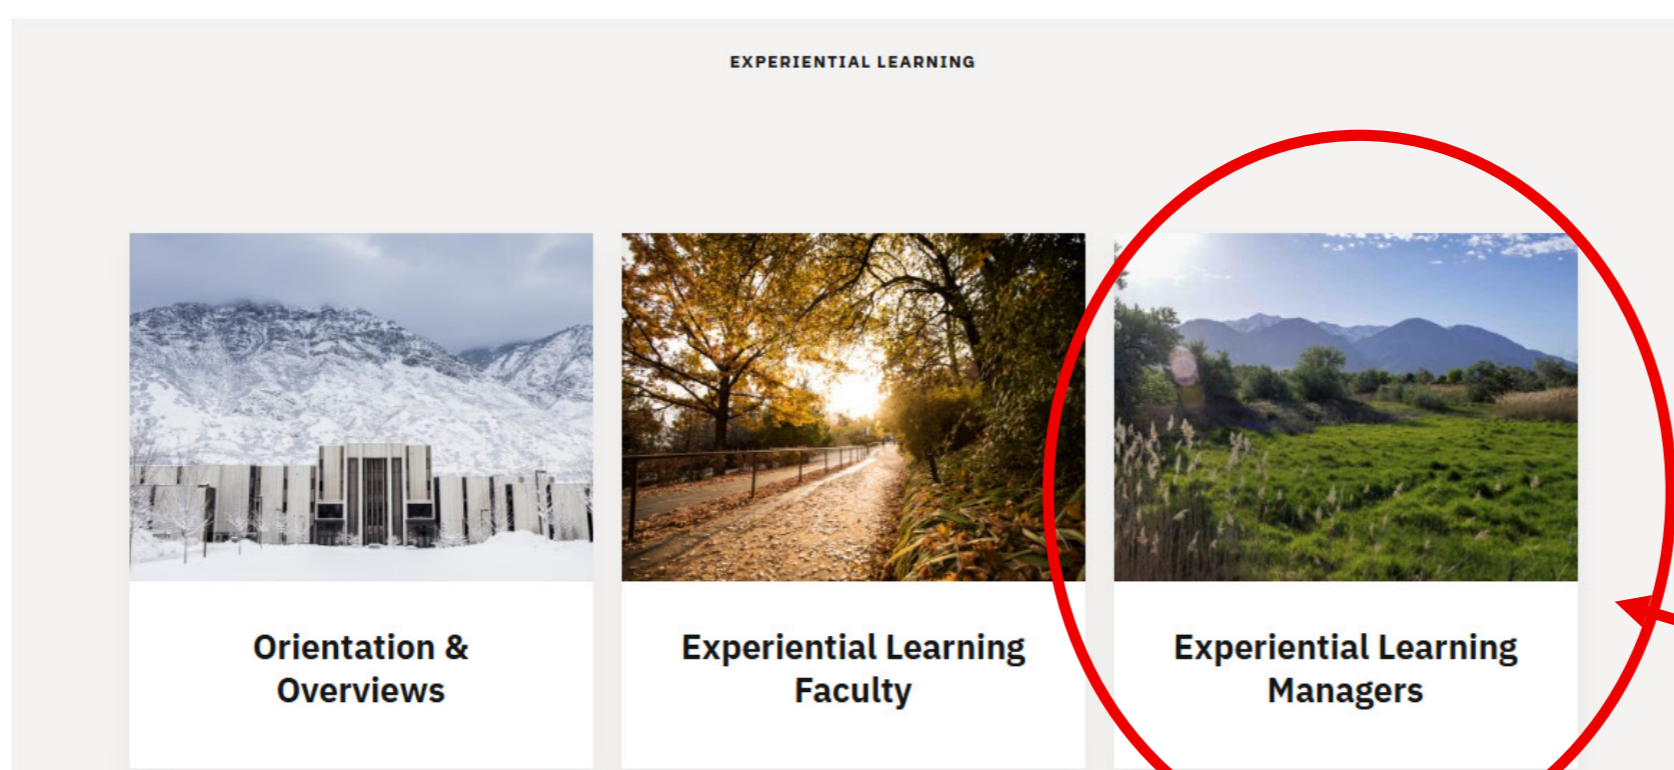 EXPERIENTIAL LEARNING
Orientation &
Overviews
Experiential Learning
Faculty
Experiential Learning
Managers